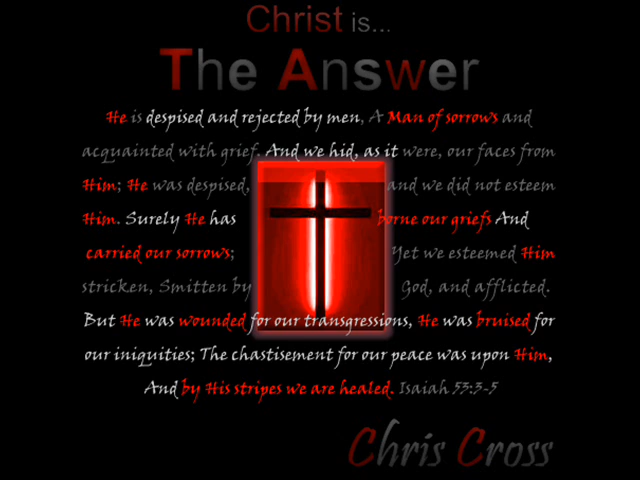 Christ is...
The Answer
He is despised and rejected by men, A Man of sorrows and
acquainted with grief. And we hid, as it were, our faces from
Him; He was despised, and we did not esteem
Him. Surely He has borne our griefs And
carried our sorrows; Yet we esteemed Him
stricken, Smitten by God, and afflicted.
But He was wounded for our transgressions, He was bruised for
our iniquities; The chastisement for our peace was upon Him,
And by His stripes we are healed. Isaiah 53:3-5
Chris Cross